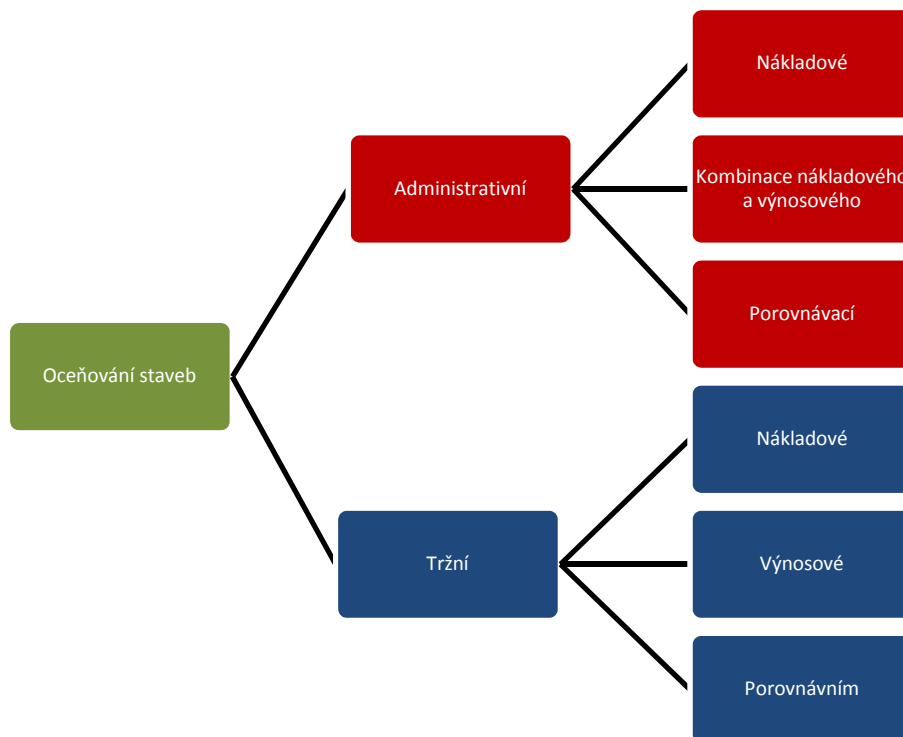 Oceňování staveb
Administrativní
Nákladové
Kombinace nákladového
a výnosového
Porovnávací
Tržní
Nákladové
Výnosové
Porovnávním